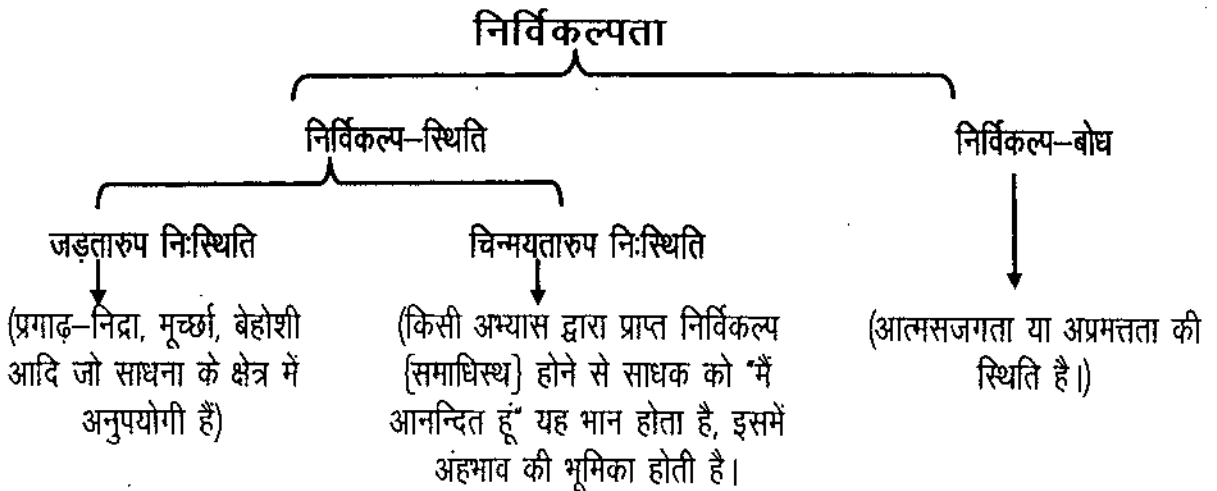 निर्विकल्पता
निर्विकल्प–स्थिति
निर्विकल्प–बोध
जड़तारुप निःस्थिति
चिन्मयतारुप निःस्थिति
(प्रगाढ़–निद्रा, मूर्च्छा, बेहोशी
आदि जो साधना के क्षेत्र में
अनुपयोगी हैं)
(किसी अभ्यास द्वारा प्राप्त निर्विकल्प
{समाधिस्थ} होने से साधक को "मैं
आनन्दित हूं" यह भान होता है, इसमें
अंहभाव की भूमिका होती है।
(आत्मसजगता या अप्रमत्तता की
स्थिति है।)